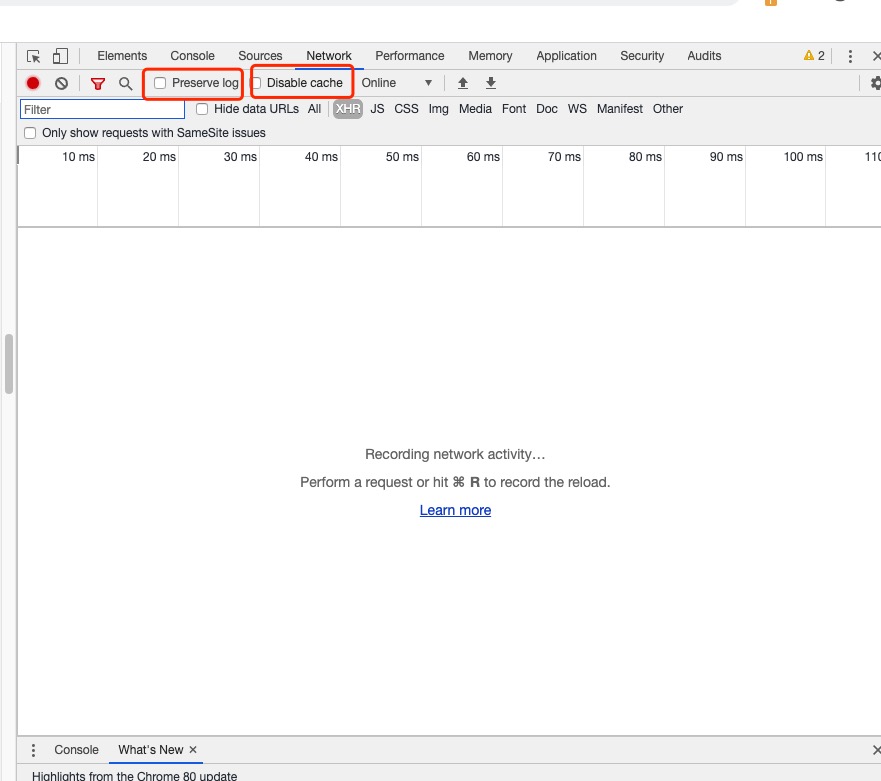 Elements Console Sources Network Performance Memory Application Security Audits 2
Preserve log Disable cache Online
Filter Hide data URLs All XHR JS CSS Img Media Font Doc WS Manifest Other
Only show requests with SameSite issues
10 ms 20 ms 30 ms 40 ms 50 ms 60 ms 70 ms 80 ms 90 ms 100 ms 110
Recording network activity…
Perform a request or hit ⌘ R to record the reload.
Learn more
Console What's New ×
Highlights from the Chrome 80 update